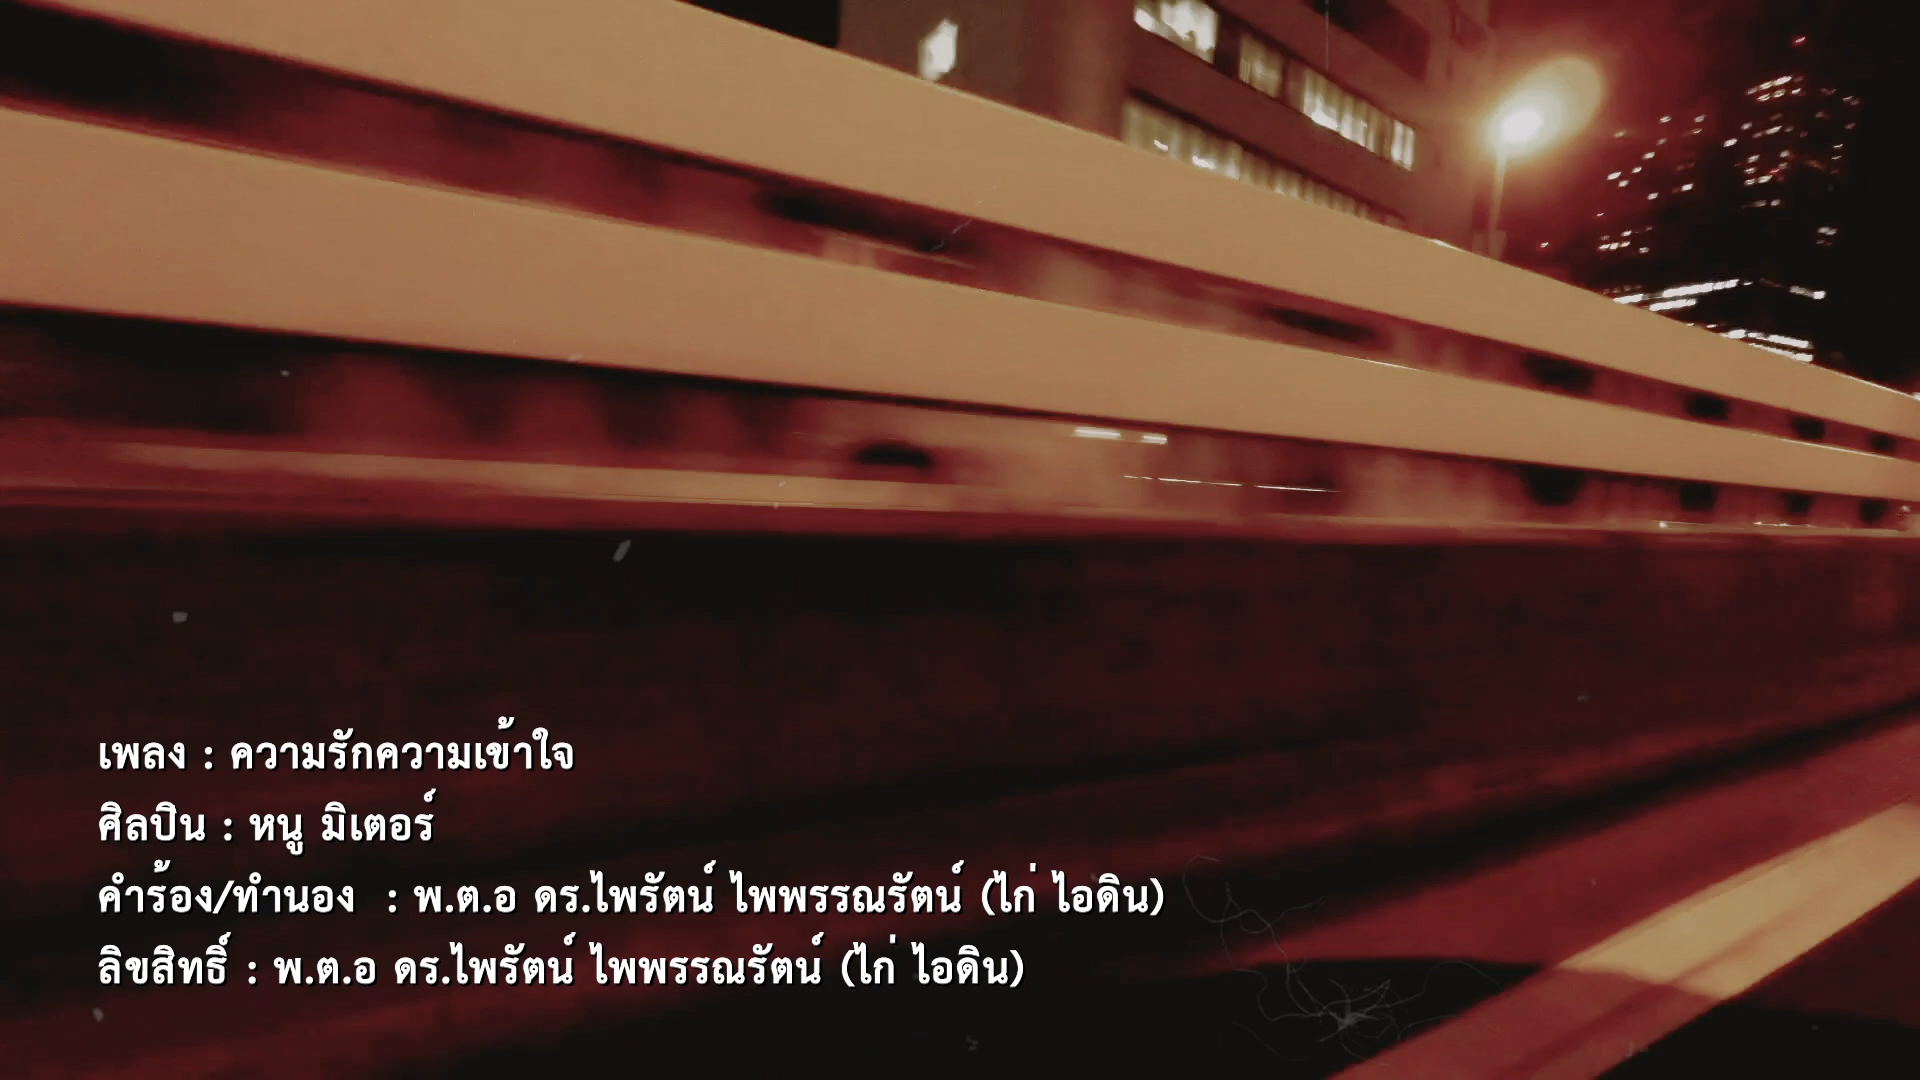 เพลง : ความรักความเข้าใจ
ศิลปิน : หนู มิเตอร์
คำร้อง/ทำนอง : พ.ต.อ ดร.ไพรัตน์ ไพพรรณรัตน์ (ไก่ ไอดิน)
ลิขสิทธิ์ : พ.ต.อ ดร.ไพรัตน์ ไพพรรณรัตน์ (ไก่ ไอดิน)